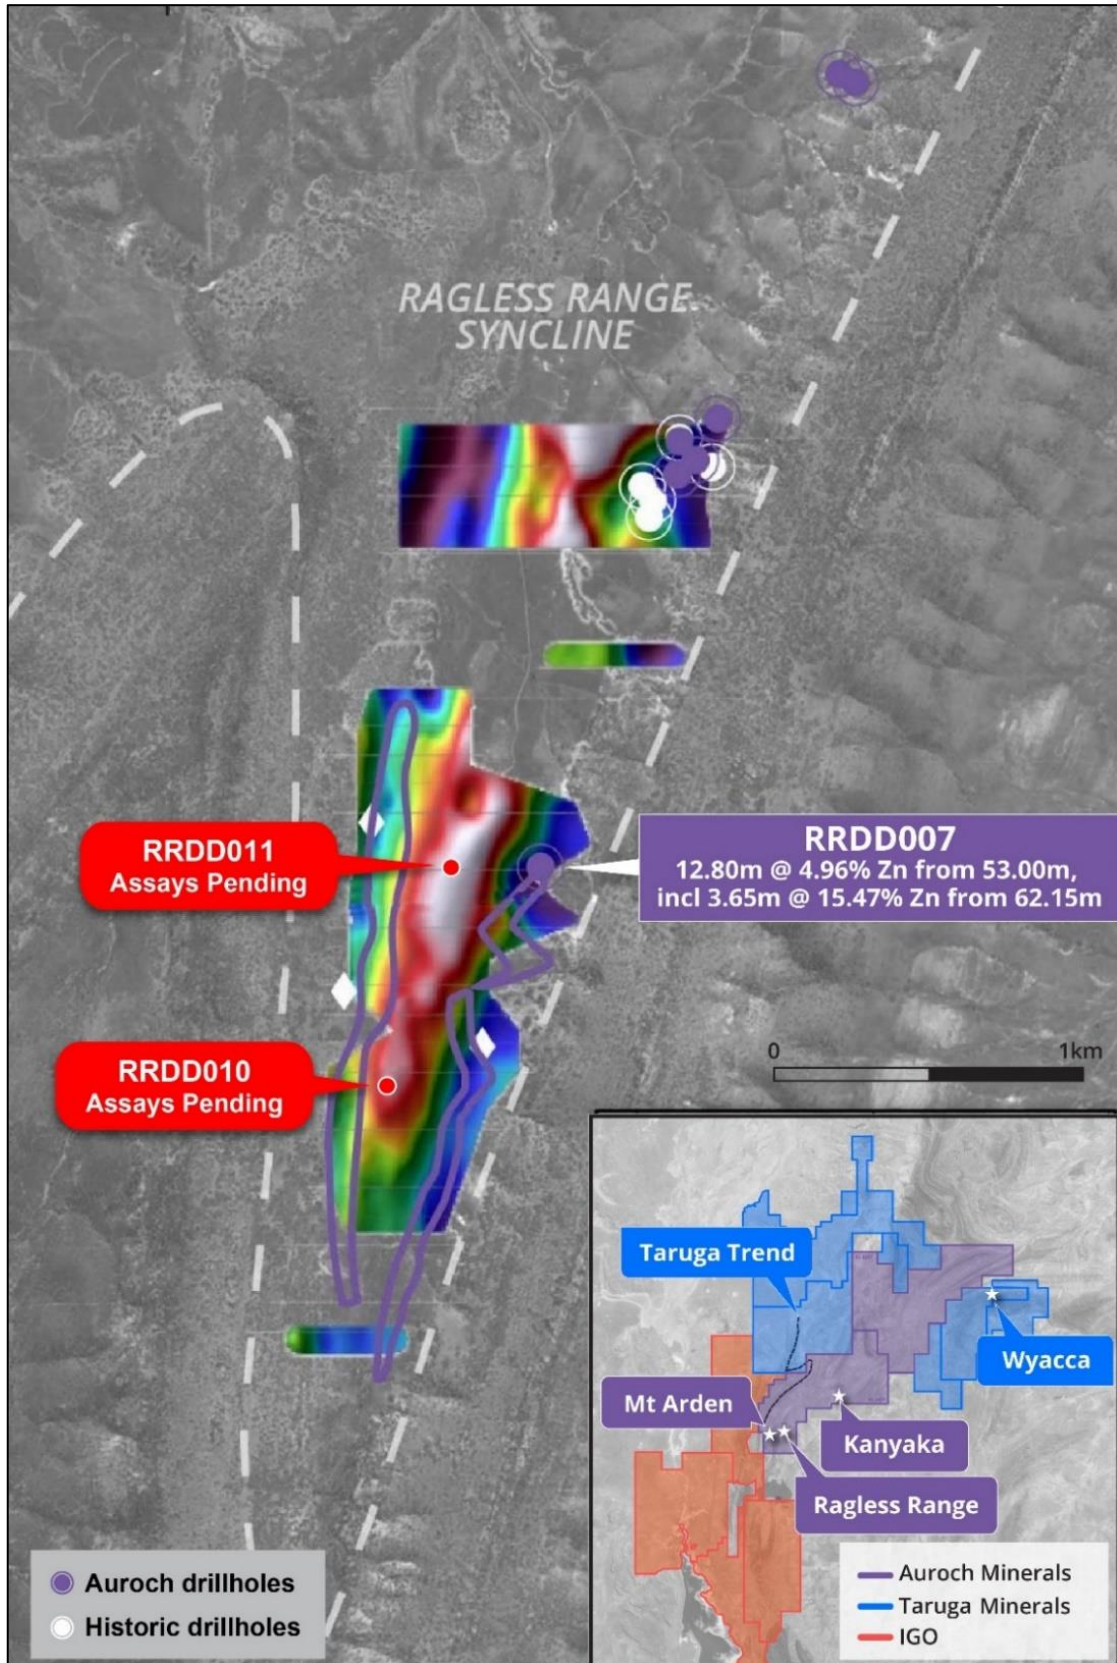 RAGLESS RANGE
SYNCLINE
RRDD011
Assays Pending
RRDD007
12.80m @ 4.96% Zn from 53.00m,
incl 3.65m @ 15.47% Zn from 62.15m
RRDD010
Assays Pending
0 1km
Taruga Trend
Wyacca
Mt Arden
Kanyaka
Ragless Range
Auroch drillholes
Historic drillholes
Auroch Minerals
Taruga Minerals
IGO